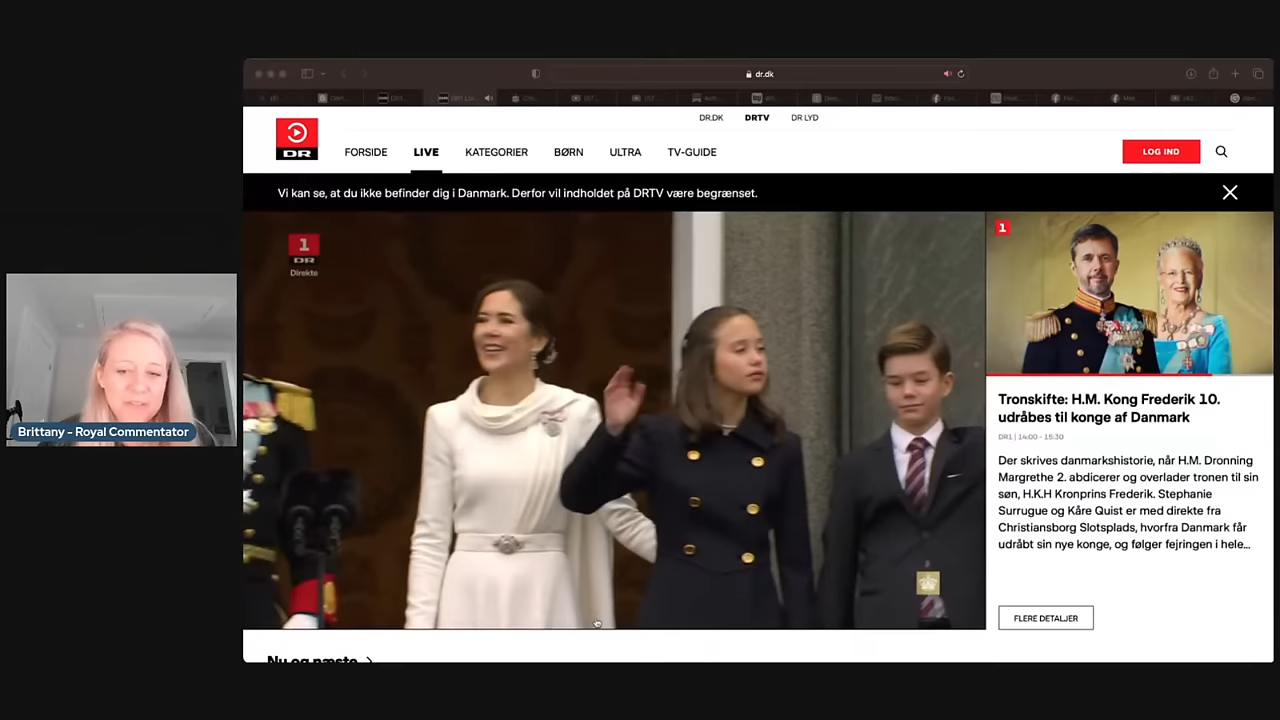 dr.dk
DR.DK DRTV DR LYD
DR
FORSIDE LIVE KATEGORIER BØRN ULTRA TV-GUIDE
LOG IND
Vi kan se, at du ikke befinder dig i Danmark. Derfor vil indholdet på DRTV være begrænset.
1
DR
Direkte
1
Tronskifte: H.M. Kong Frederik 10.
udråbes til konge af Danmark
DR1 | 14:00 - 15:30
Der skrives danmarkshistorie, når H.M. Dronning
Margrethe 2. abdicerer og overlader tronen til sin
søn, H.K.H Kronprins Frederik. Stephanie
Surrugue og Kåre Quist er med direkte fra
Christiansborg Slotsplads, hvorfra Danmark får
udråbt sin nye konge, og følger fejringen i hele...
FLERE DETALJER
Brittany - Royal Commentator
Nu og næste